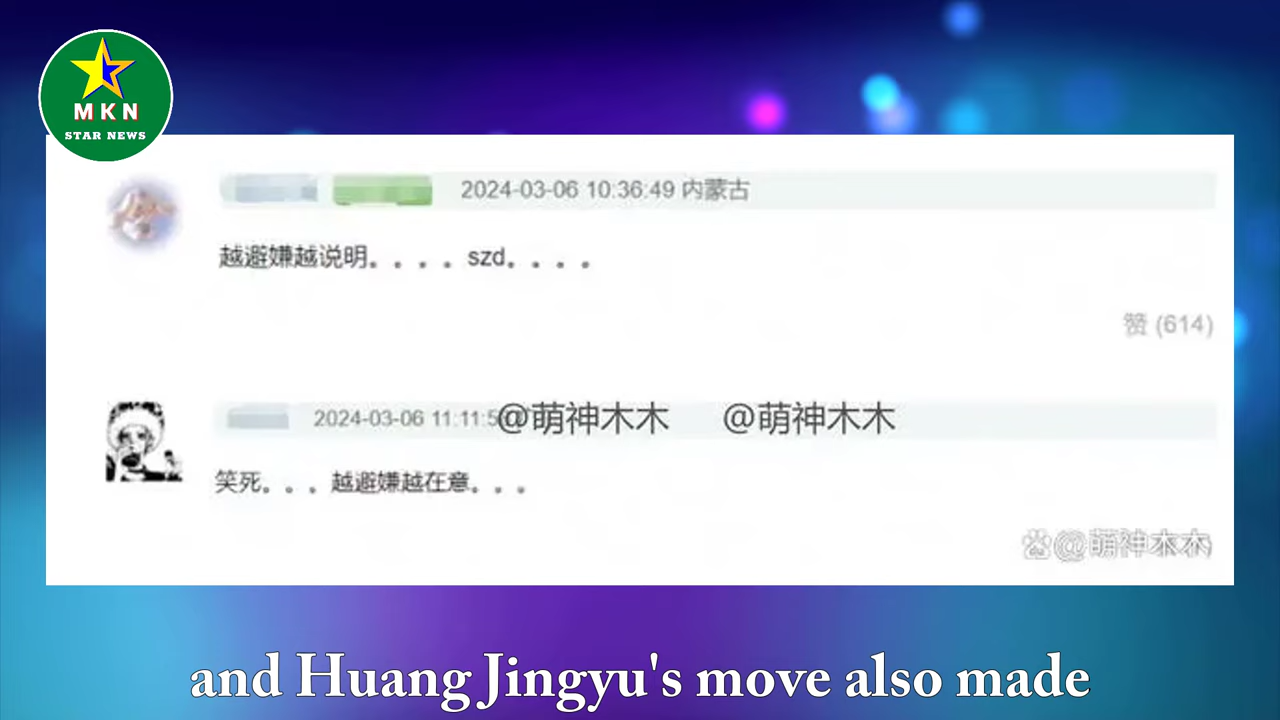 MKN
STAR NEWS
2024-03-06 10:36:49 内蒙古
越避嫌越说明。。。。szd。。。。
赞 (614)
2024-03-06 11:11:5
@萌神木木 @萌神木木
笑死。。。越避嫌越在意。。。
@萌神木木
and Huang Jingyu's move also made